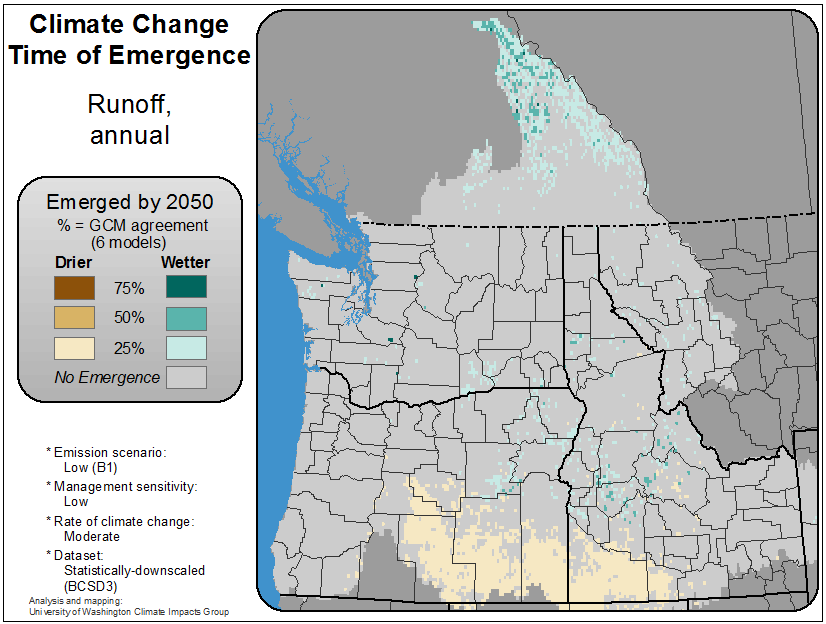 Climate Change
Time of Emergence
Runoff,
annual
Emerged by 2050
% = GCM agreement
(6 models)
Drier Wetter
75%
50%
25%
No Emergence
* Emission scenario:
Low (B1)
* Management sensitivity:
Low
* Rate of climate change:
Moderate
* Dataset:
Statistically-downscaled
(BCSD3)
Analysis and mapping:
University of Washington Climate Impacts Group